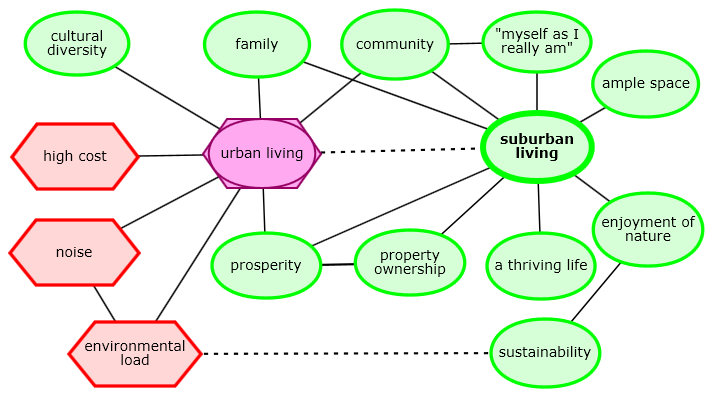 cultural
diversity
family
community
"myself as I
really am"
ample space
high cost
urban living
suburban
living
noise
prosperity
property
ownership
a thriving life
enjoyment of
nature
environmental
load
sustainability